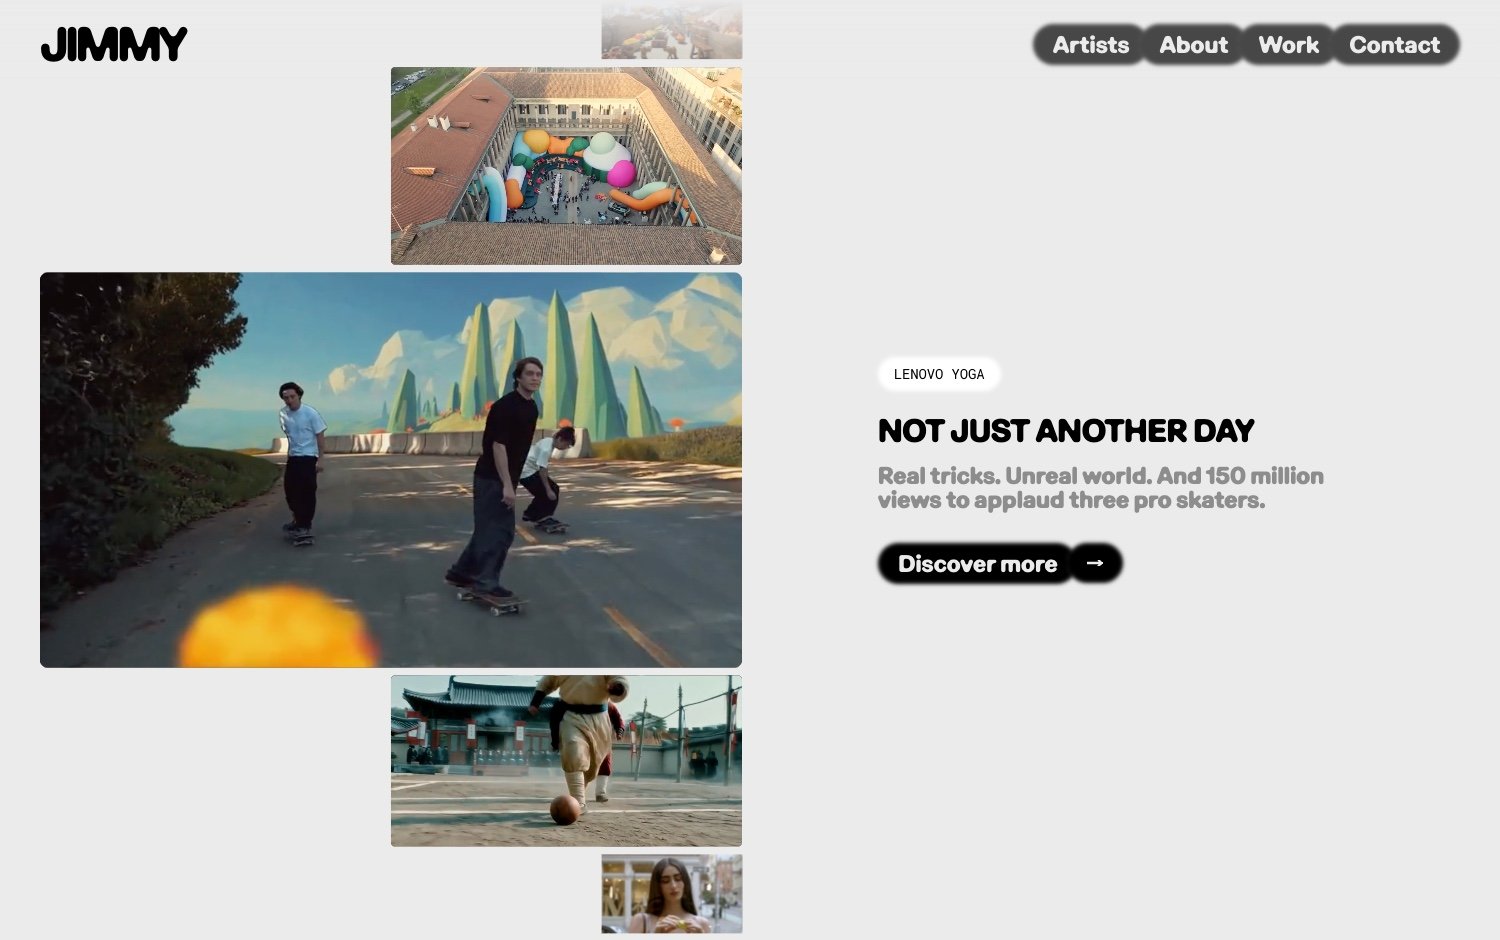 JIMMY
Artists
About
Work
Contact
LENOVO YOGA
NOT JUST ANOTHER DAY
Real tricks. Unreal world. And 150 million
views to applaud three pro skaters.
Discover more →